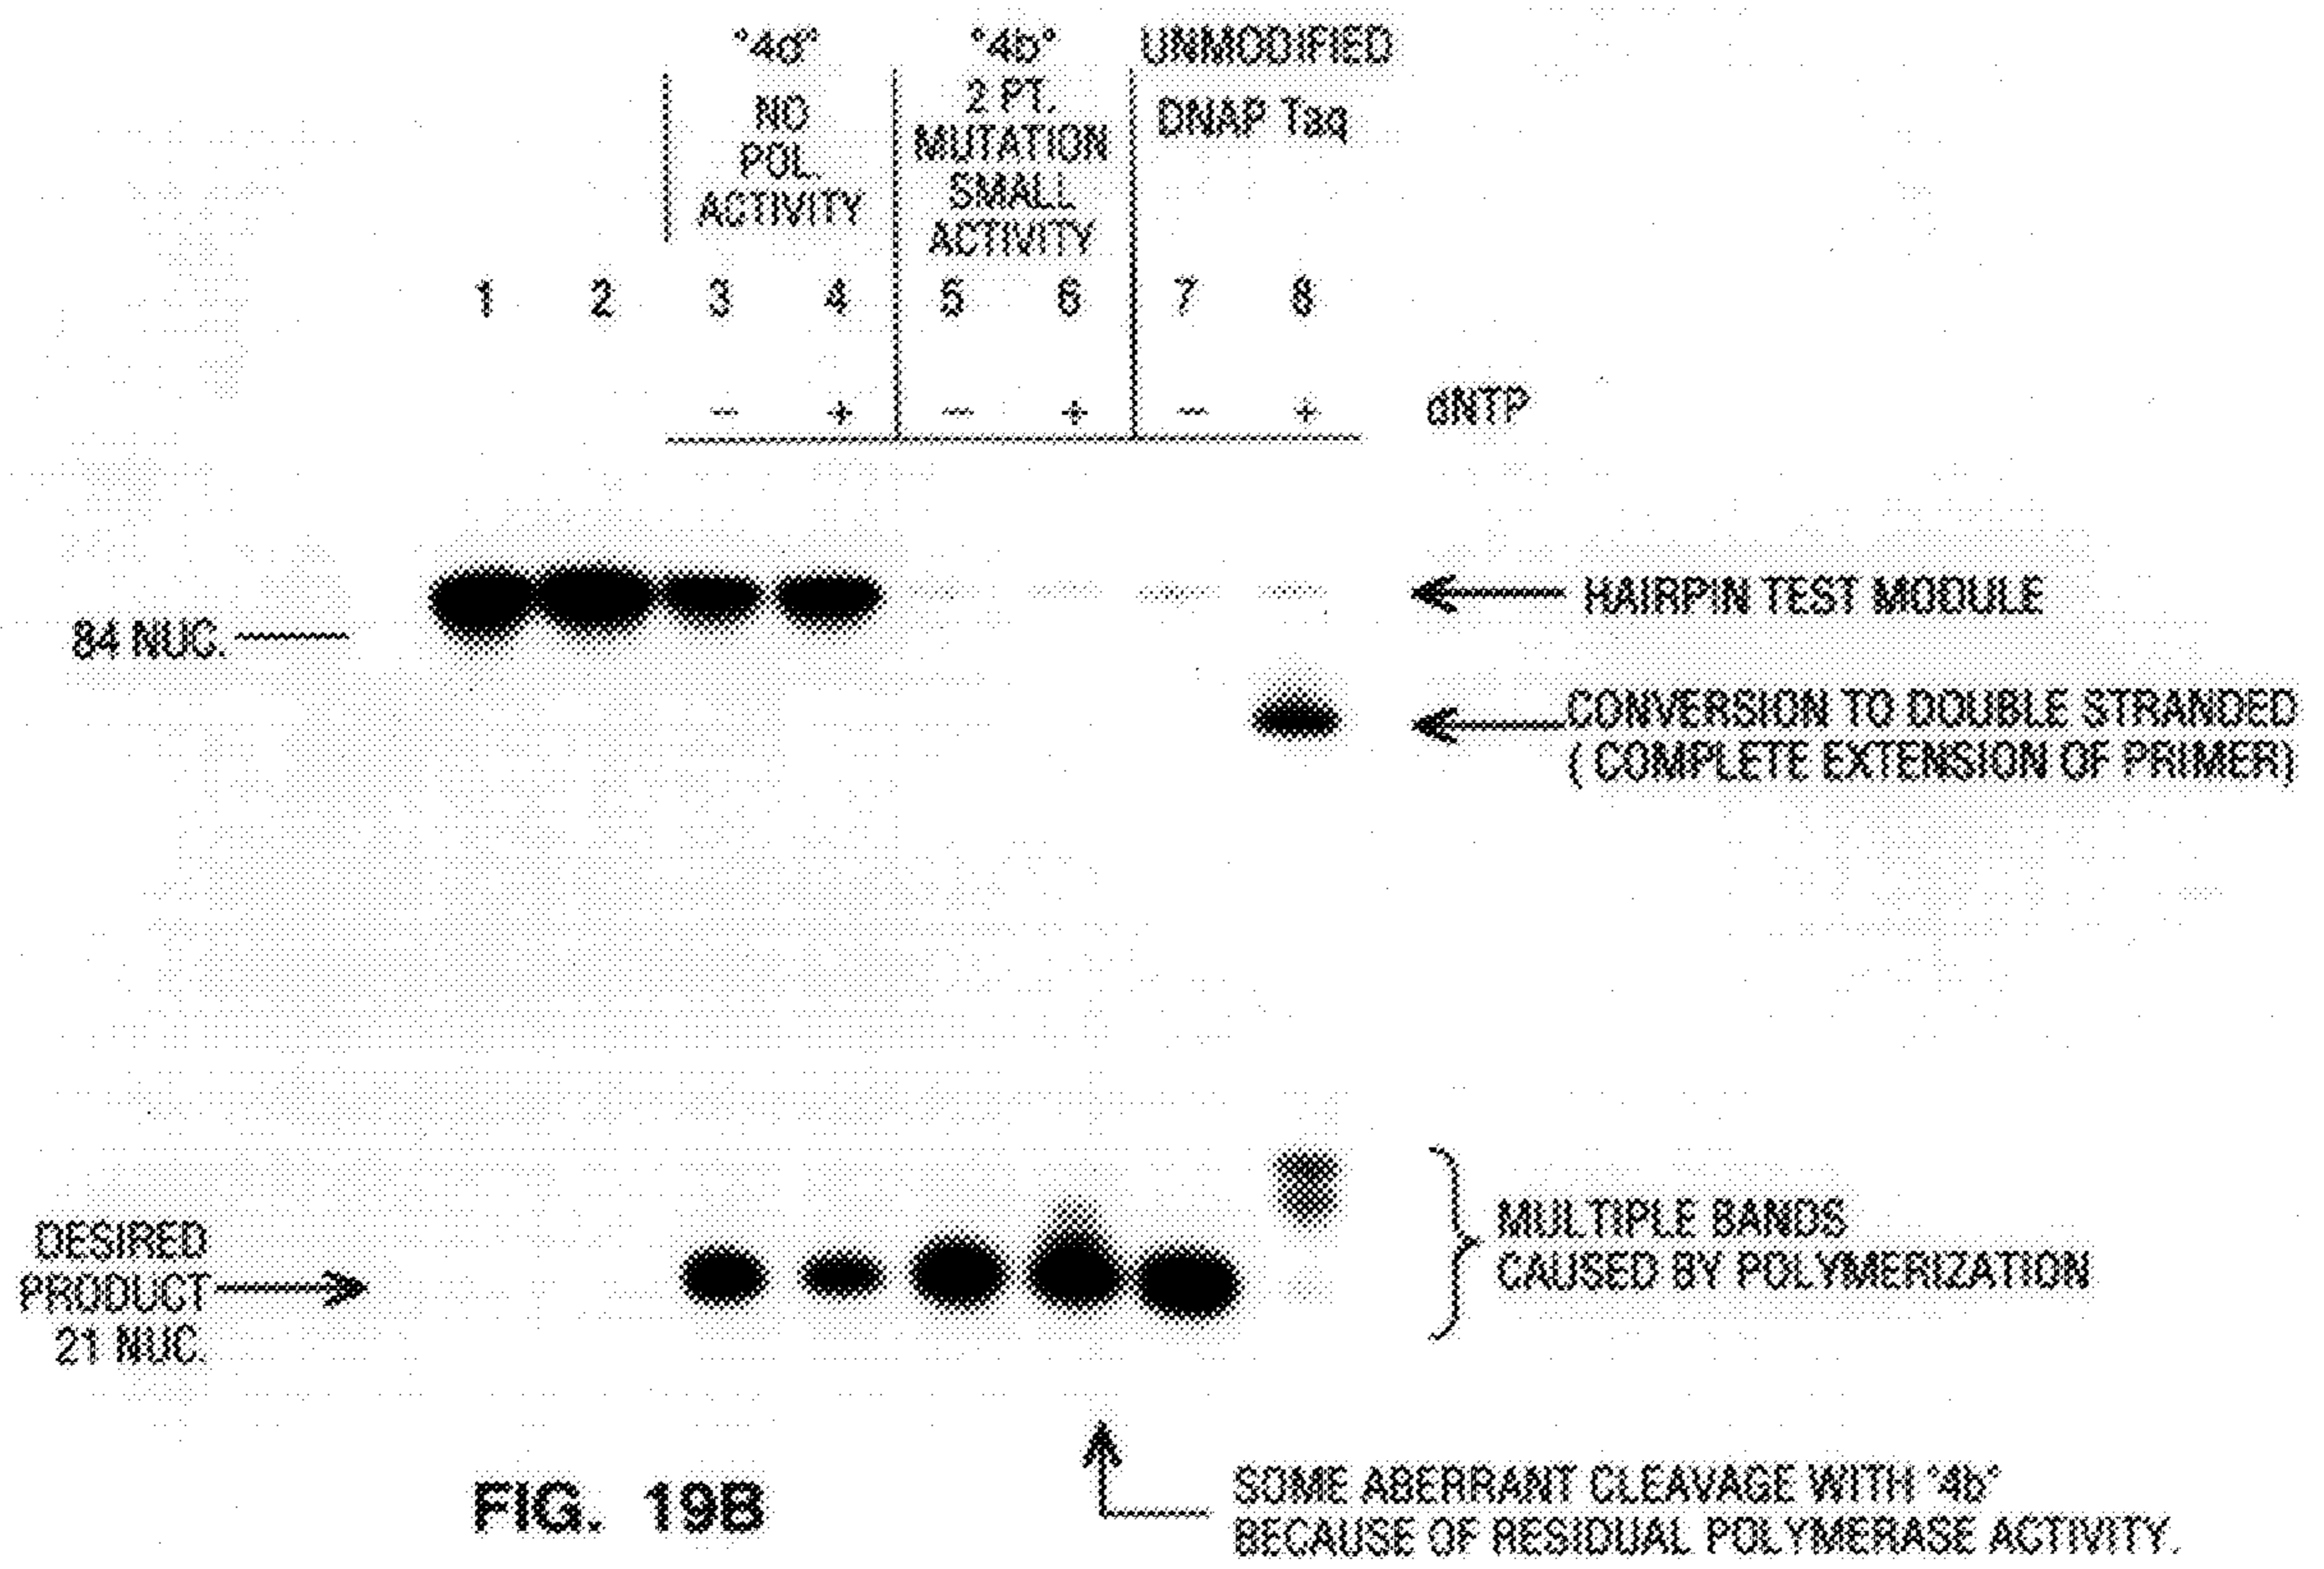 "4d"
NO
POL.
ACTIVITY
"4b"
2 PT.
MUTATION
SMALL
ACTIVITY
UNMODIFIED
DNAP Taq
1 2 3 4 5 6 7 8
− + − + − + dNTP
84 NUC.
HAIRPIN TEST MODULE
CONVERSION TO DOUBLE STRANDED
( COMPLETE EXTENSION OF PRIMER)
DESIRED
PRODUCT
21 NUC.
MULTIPLE BANDS
CAUSED BY POLYMERIZATION
SOME ABERRANT CLEAVAGE WITH "4b"
BECAUSE OF RESIDUAL POLYMERASE ACTIVITY.
FIG. 19B